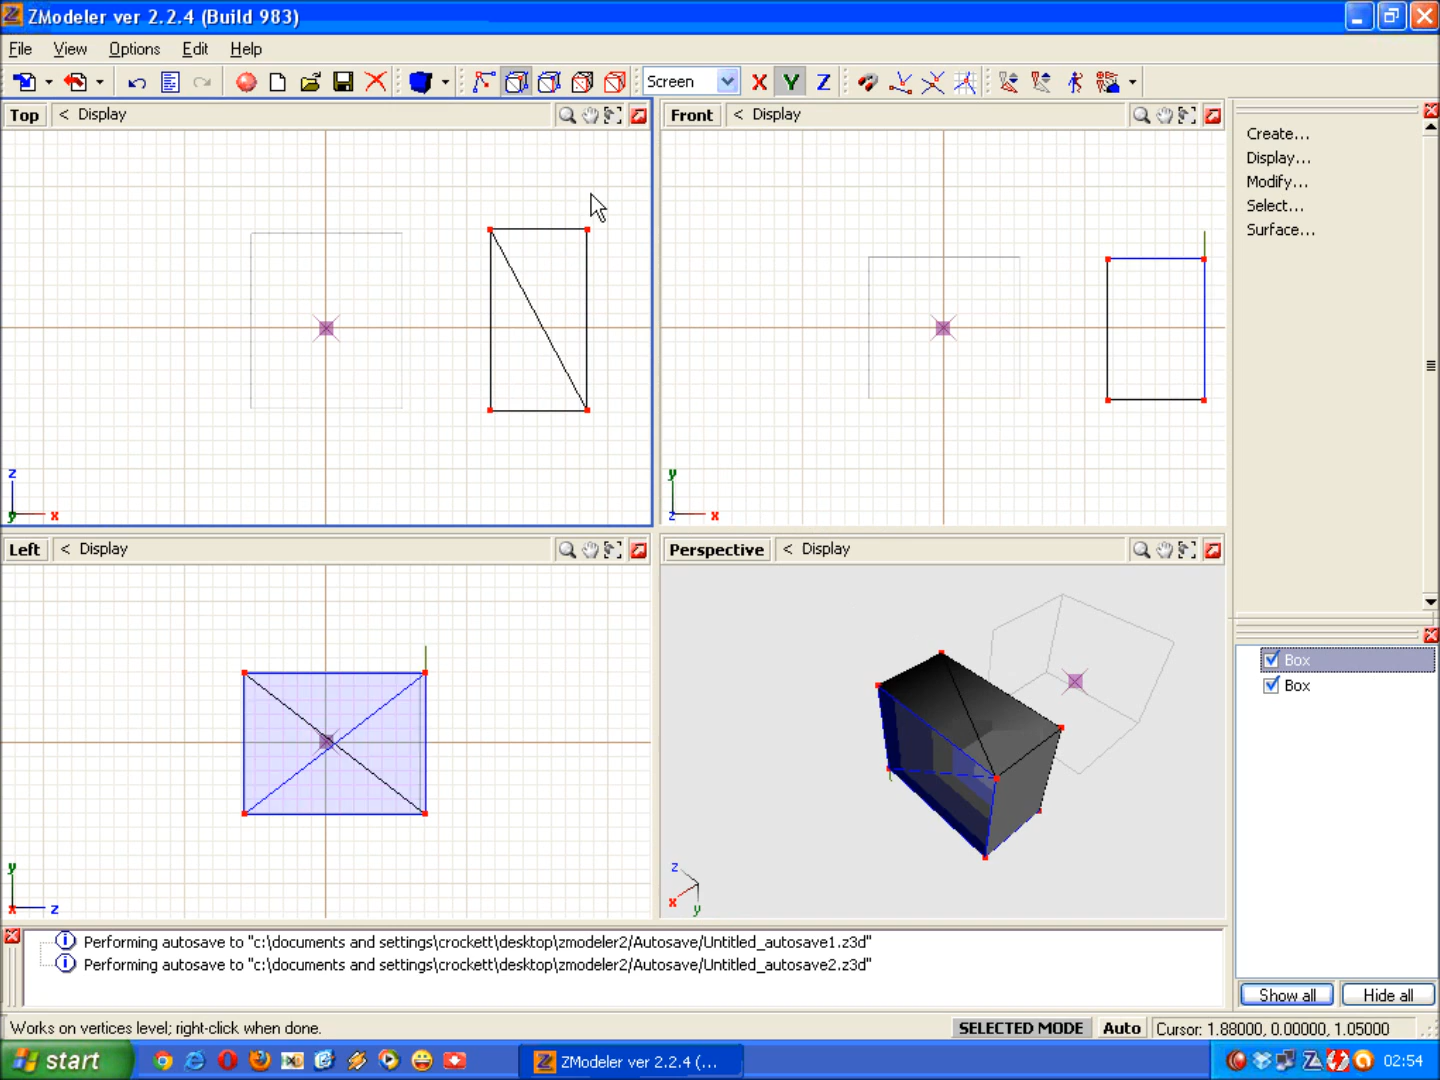 ZModeler ver 2.2.4 (Build 983)
File View Options Edit Help
Screen X Y Z
Top < Display
Front < Display
Create...
Display...
Modify...
Select...
Surface...
z
y x
y
z x
Left < Display
Perspective < Display
Box
Box
y
x z
z
x
y
Performing autosave to "c:\documents and settings\crockett\desktop\zmodeler2/Autosave/Untitled_autosave1.z3d"
Performing autosave to "c:\documents and settings\crockett\desktop\zmodeler2/Autosave/Untitled_autosave2.z3d"
Show all Hide all
Works on vertices level; right-click when done. SELECTED MODE Auto Cursor: 1.88000, 0.00000, 1.05000
start ZModeler ver 2.2.4 (... 02:54